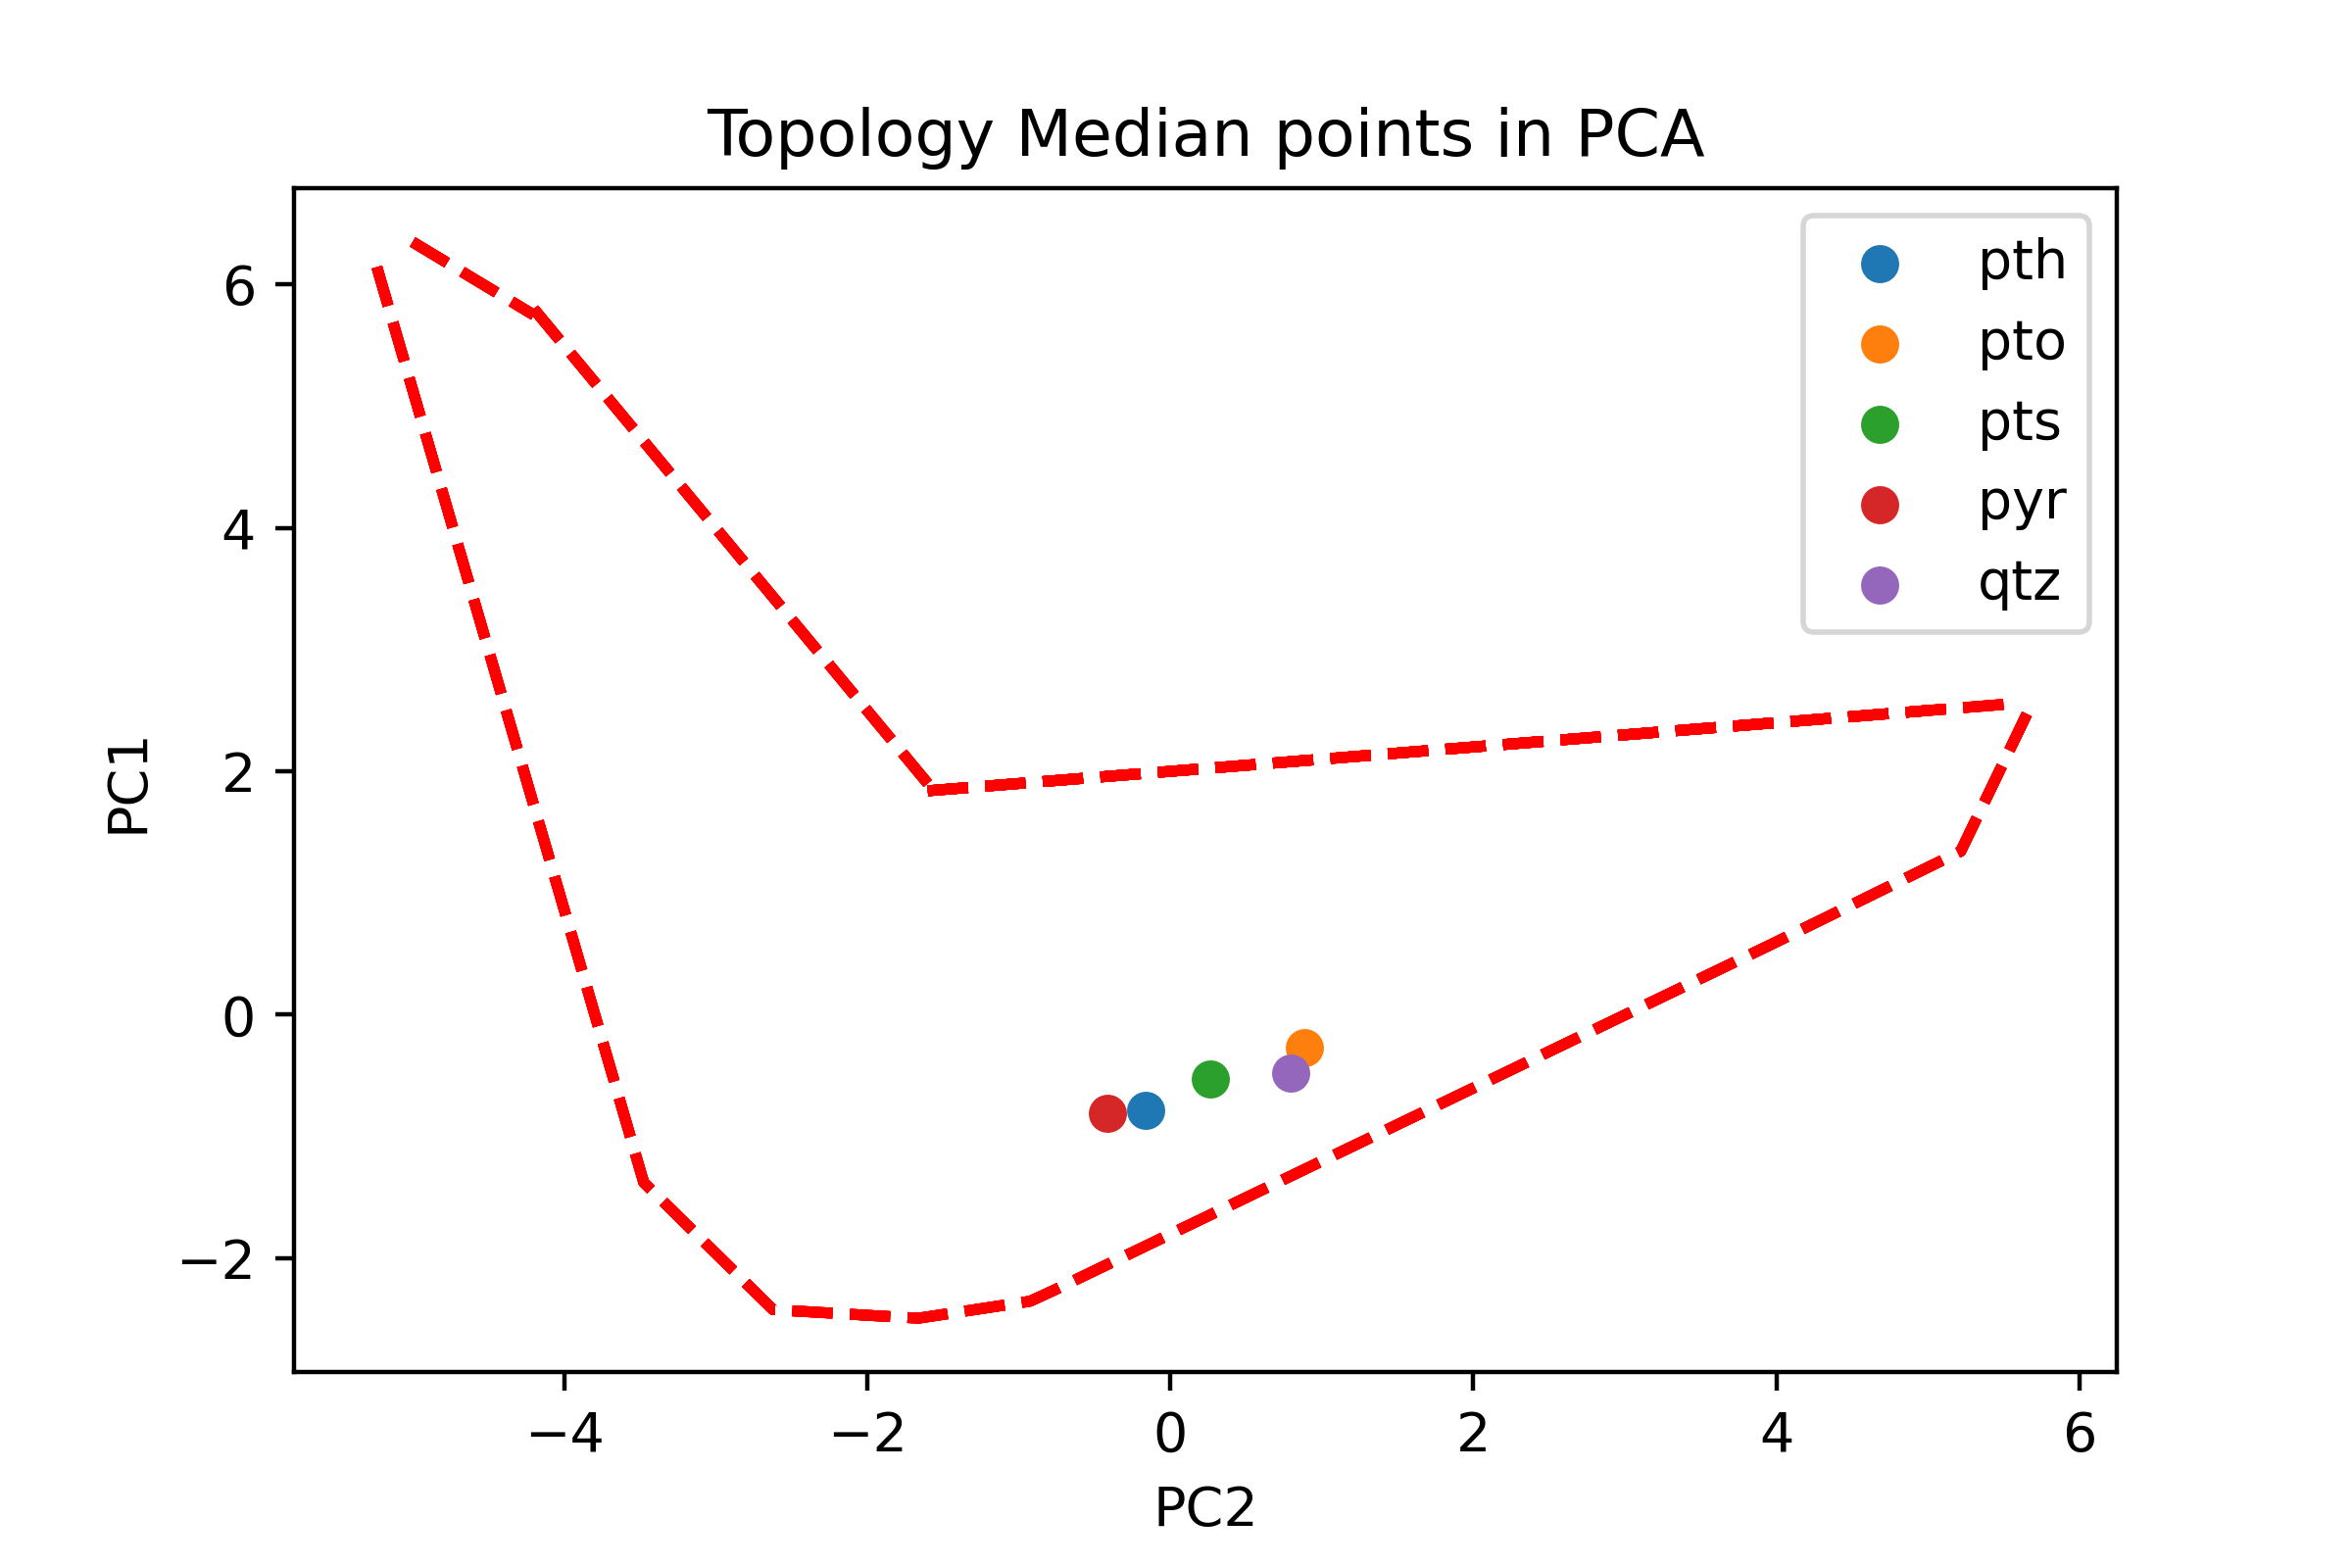 Topology Median points in PCA
pth
pto
pts
pyr
qtz
6
4
2
0
−2
PC1
−4 −2 0 2 4 6
PC2